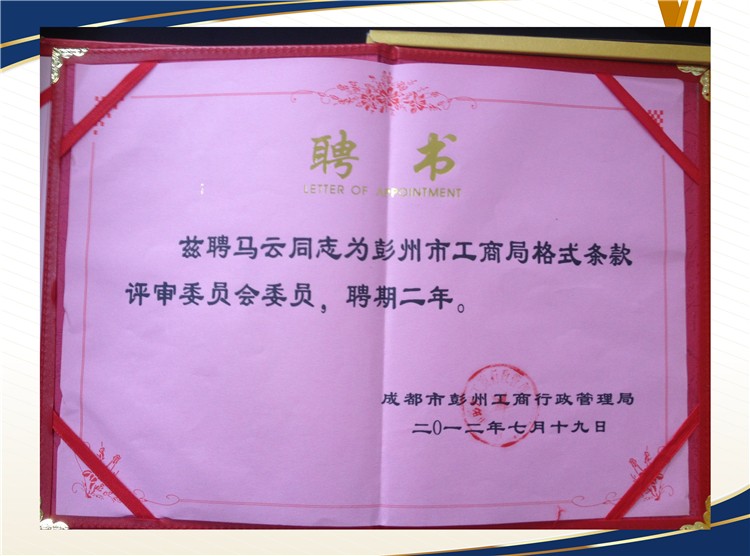 聘书
LETTER OF APPOINTMENT
兹聘马云同志为彭州市工商局格式条款
评审委员会委员，聘期二年。
成都市彭州工商行政管理局
二〇一二年七月十九日